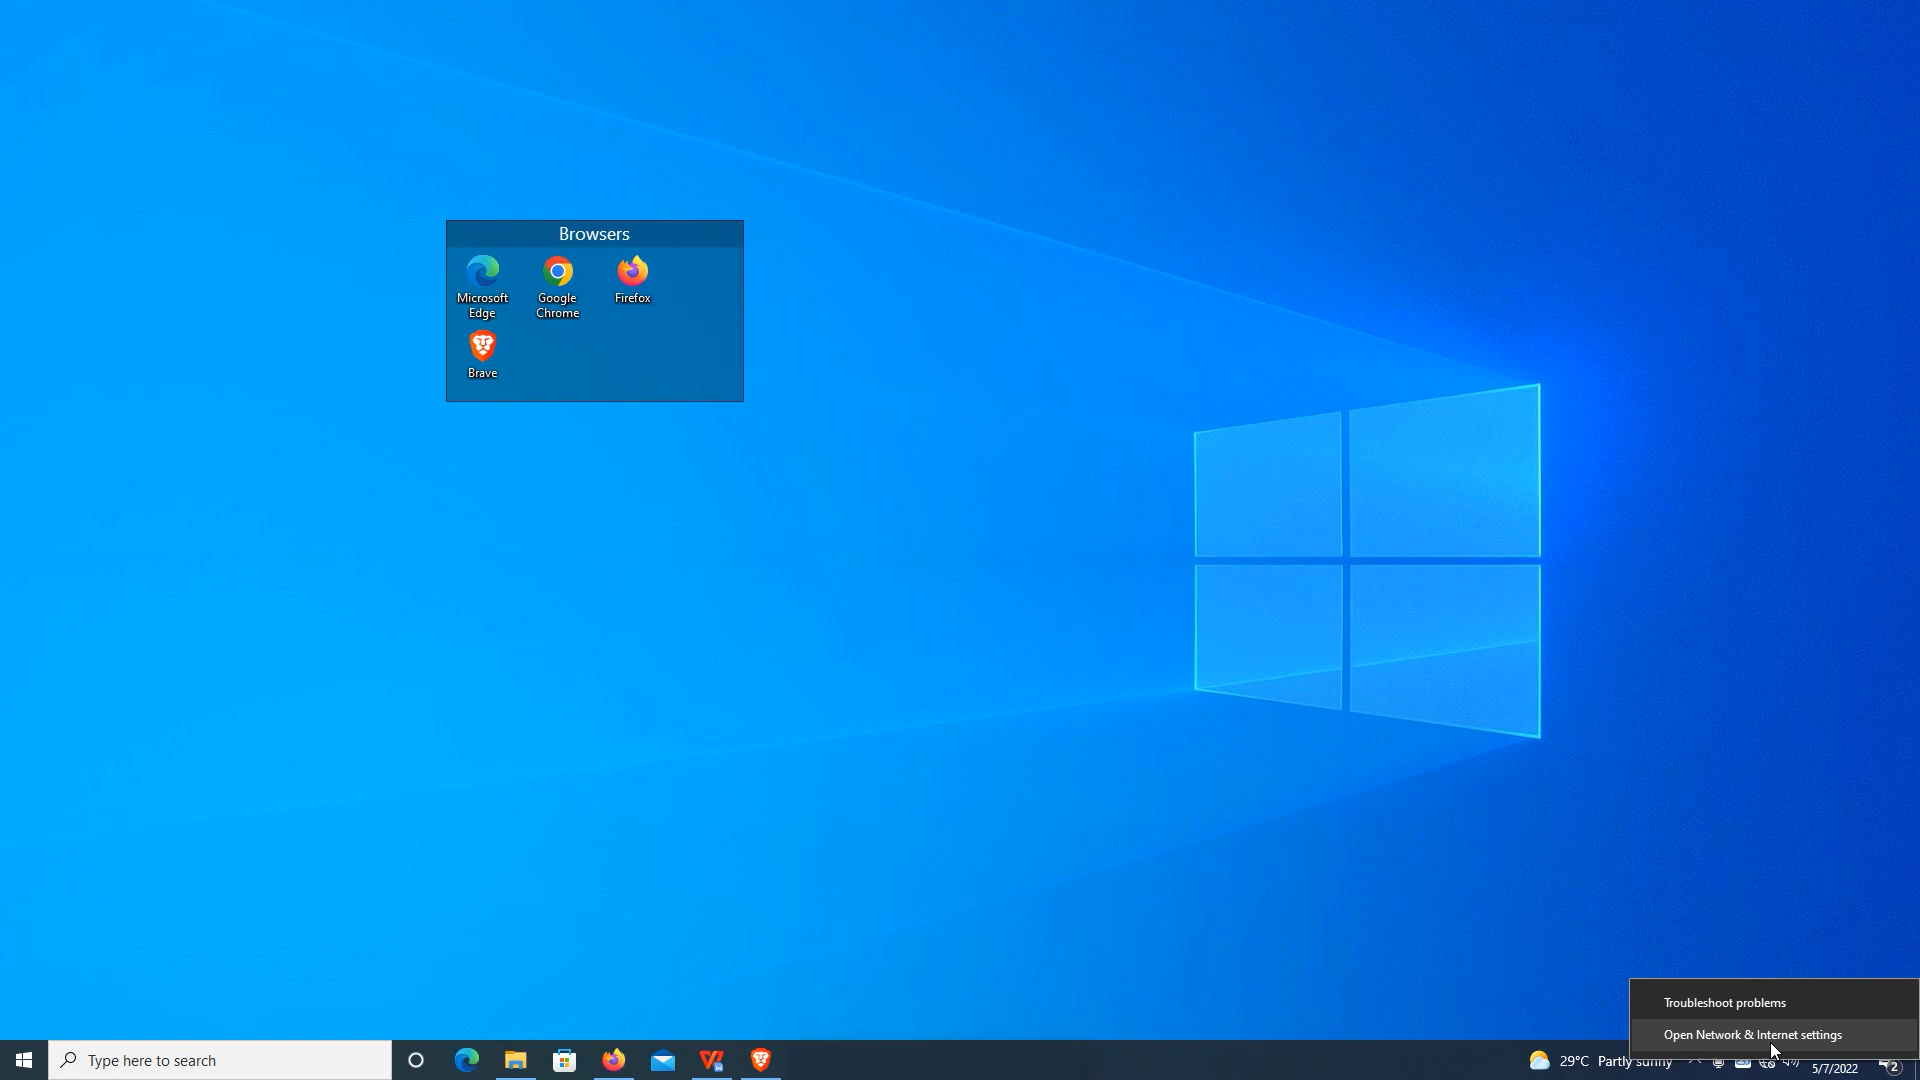 Browsers
Microsoft
Edge
Google
Chrome
Firefox
Brave
Troubleshoot problems
Open Network & Internet settings
Type here to search
29°C Partly sunny
5/7/2022
2